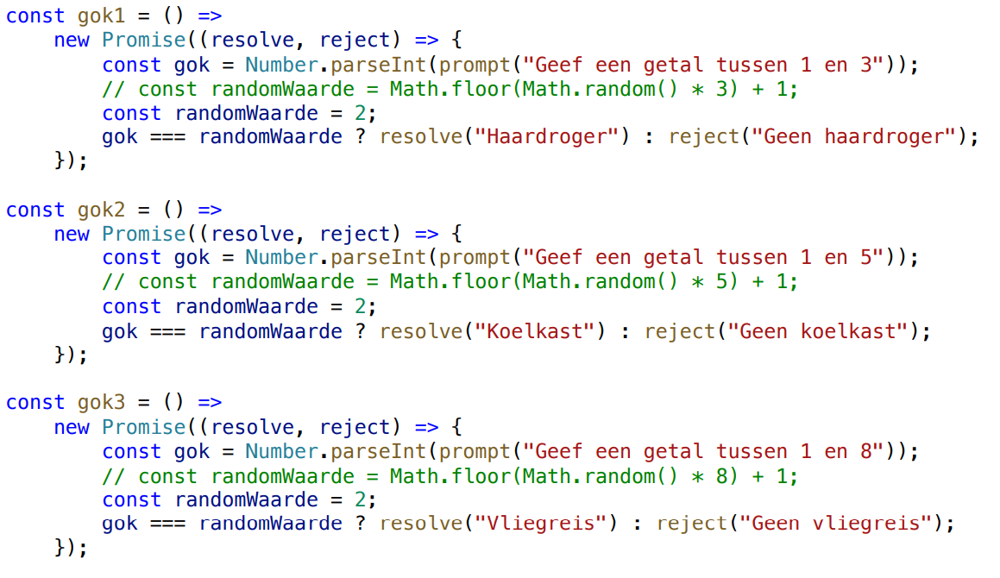 const gok1 = () =>
    new Promise((resolve, reject) => {
        const gok = Number.parseInt(prompt("Geef een getal tussen 1 en 3"));
        // const randomWaarde = Math.floor(Math.random() * 3) + 1;
        const randomWaarde = 2;
        gok === randomWaarde ? resolve("Haardroger") : reject("Geen haardroger");
    });

const gok2 = () =>
    new Promise((resolve, reject) => {
        const gok = Number.parseInt(prompt("Geef een getal tussen 1 en 5"));
        // const randomWaarde = Math.floor(Math.random() * 5) + 1;
        const randomWaarde = 2;
        gok === randomWaarde ? resolve("Koelkast") : reject("Geen koelkast");
    });

const gok3 = () =>
    new Promise((resolve, reject) => {
        const gok = Number.parseInt(prompt("Geef een getal tussen 1 en 8"));
        // const randomWaarde = Math.floor(Math.random() * 8) + 1;
        const randomWaarde = 2;
        gok === randomWaarde ? resolve("Vliegreis") : reject("Geen vliegreis");
    });